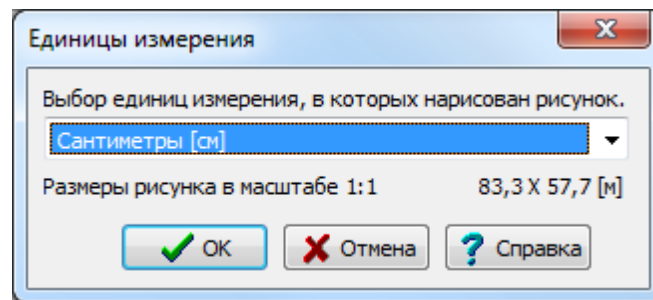 Единицы измерения
Выбор единиц измерения, в которых нарисован рисунок.
Сантиметры [см]
Размеры рисунка в масштабе 1:1 83,3 X 57,7 [м]
ОК Отмена Справка